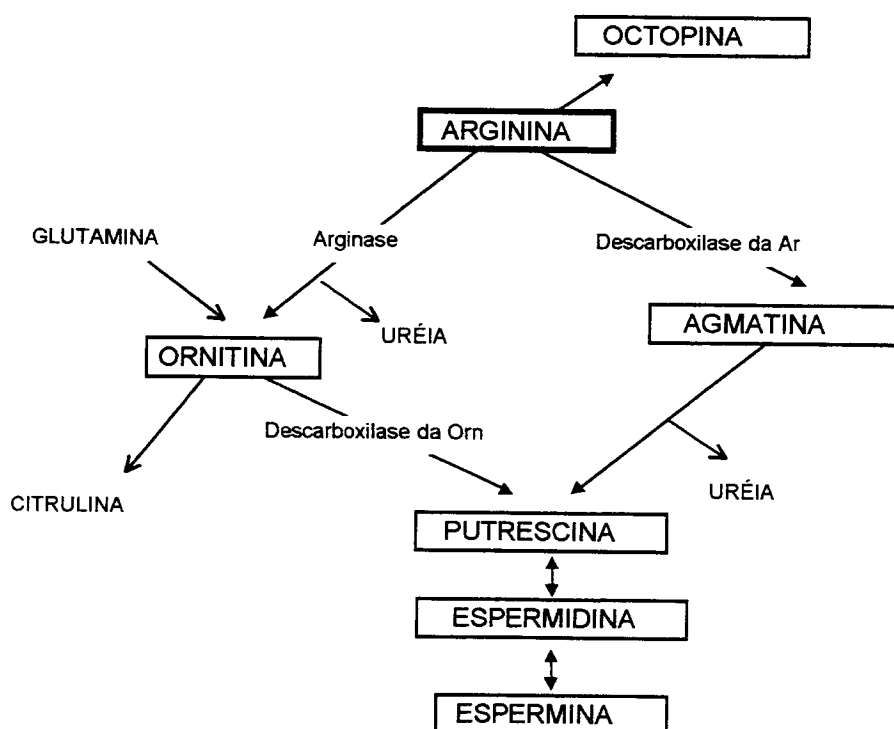 OCTOPINA
ARGININA
GLUTAMINA
Arginase
Descarboxilase da Ar
URÉIA
AGMATINA
ORNITINA
Descarboxilase da Orn
CITRULINA
URÉIA
PUTRESCINA
ESPERMIDINA
ESPERMINA